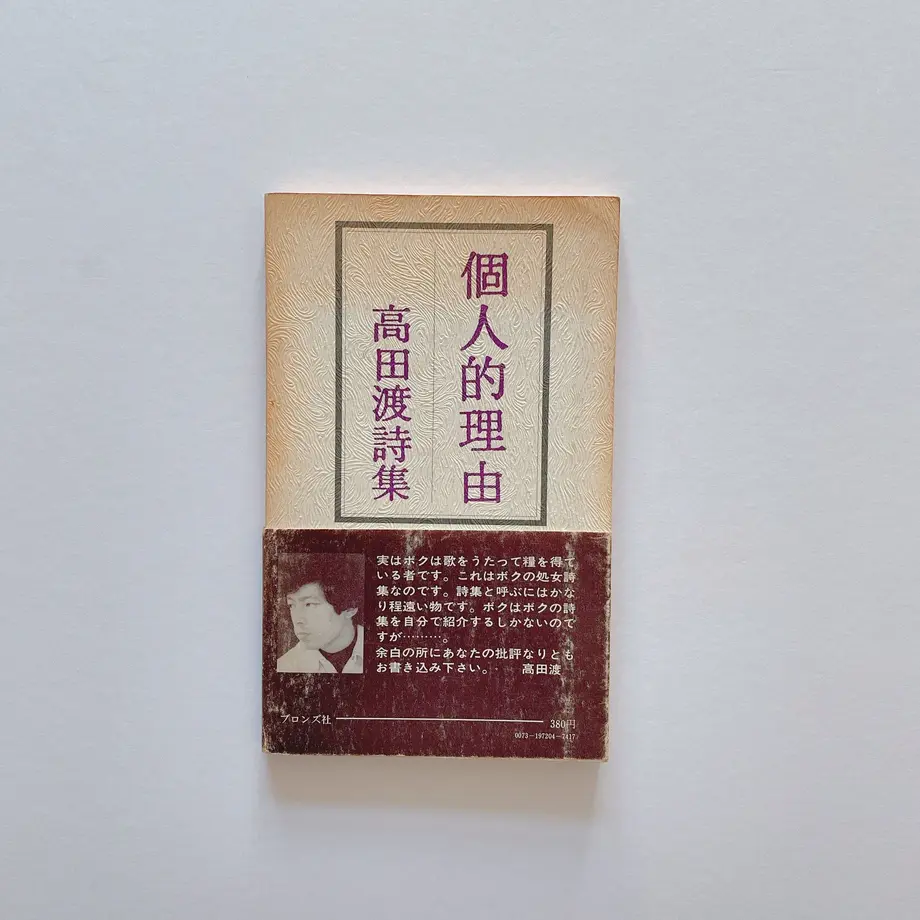 個人的理由
高田渡詩集
実はボクは歌をうたって糧を得て
いる者です。これはボクの処女詩
集なのです。詩集と呼ぶにはかな
り程遠い物です。ボクはボクの詩
集を自分で紹介するしかないので
すが………。
余白の所にあなたの批評なりとも
お書き込み下さい。 高田渡
ブロンズ社 380円
0073-197204-7417